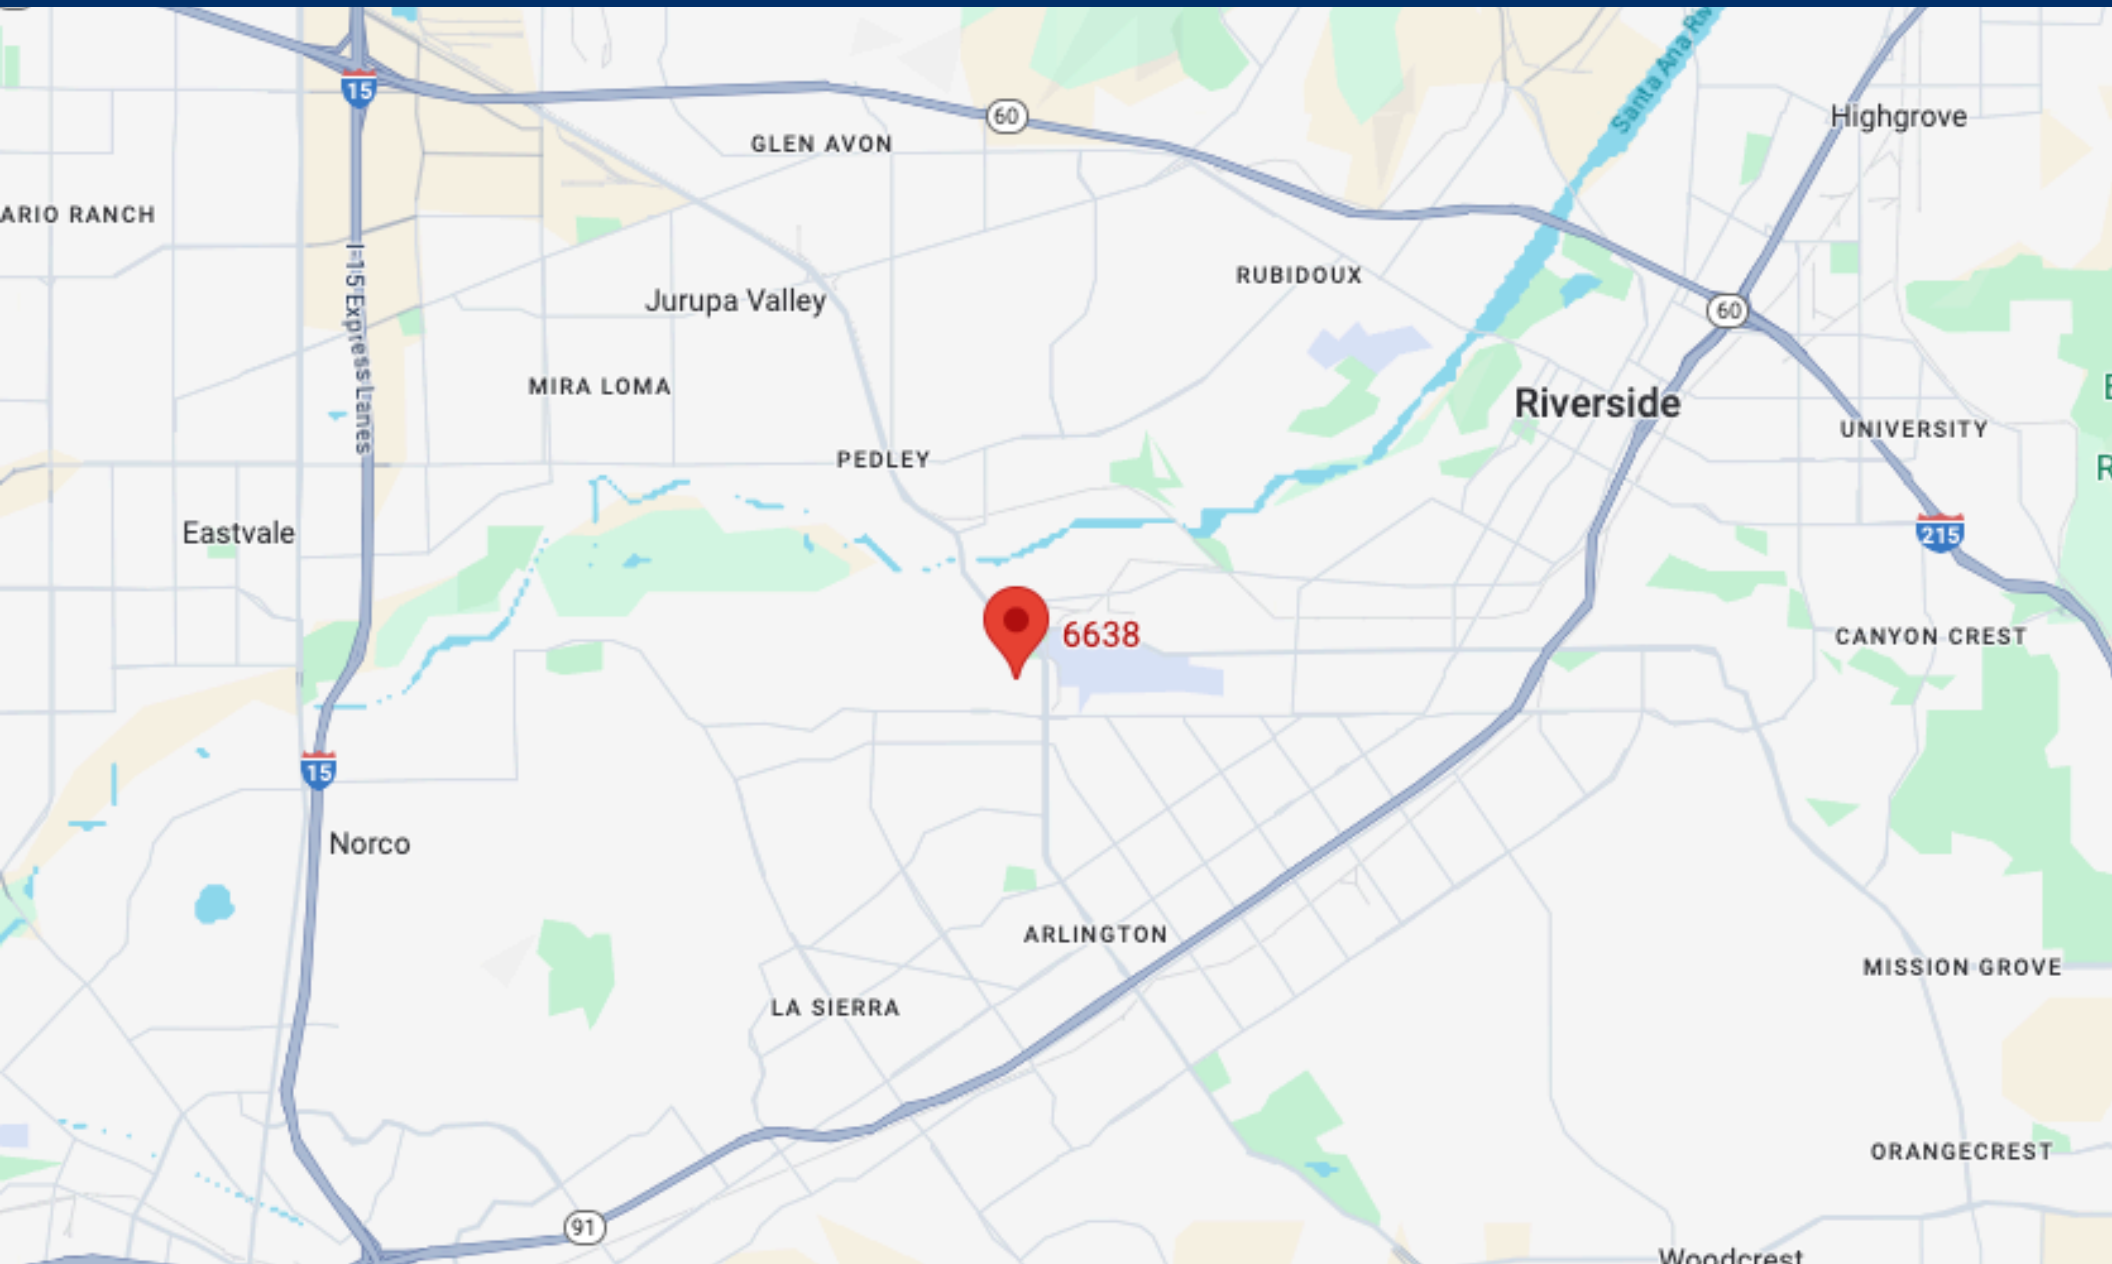 Santa Ana Riv
15
60
Highgrove
GLEN AVON
ARIO RANCH
I-15 Express Lanes
RUBIDOUX
Jurupa Valley
60
MIRA LOMA
Riverside
UNIVERSITY
PEDLEY
E
R
Eastvale
215
6638
CANYON CREST
15
Norco
ARLINGTON
MISSION GROVE
LA SIERRA
ORANGECREST
91
Woodcrest